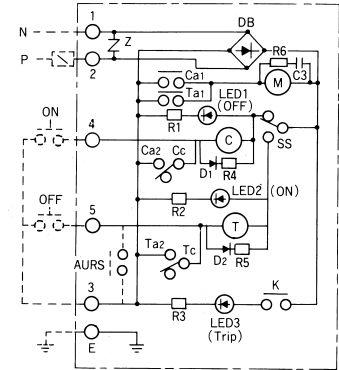 N
1
Z
DB
R6
P
2
Ca1
C3
M
Ta1
LED1
(OFF)
ON
4
R1
SS
Ca2
Cc
C
D1
R4
LED2
(ON)
OFF
5
R2
T
Ta2
Tc
D2
R5
AURS
3
K
R3
LED3
(Trip)
E